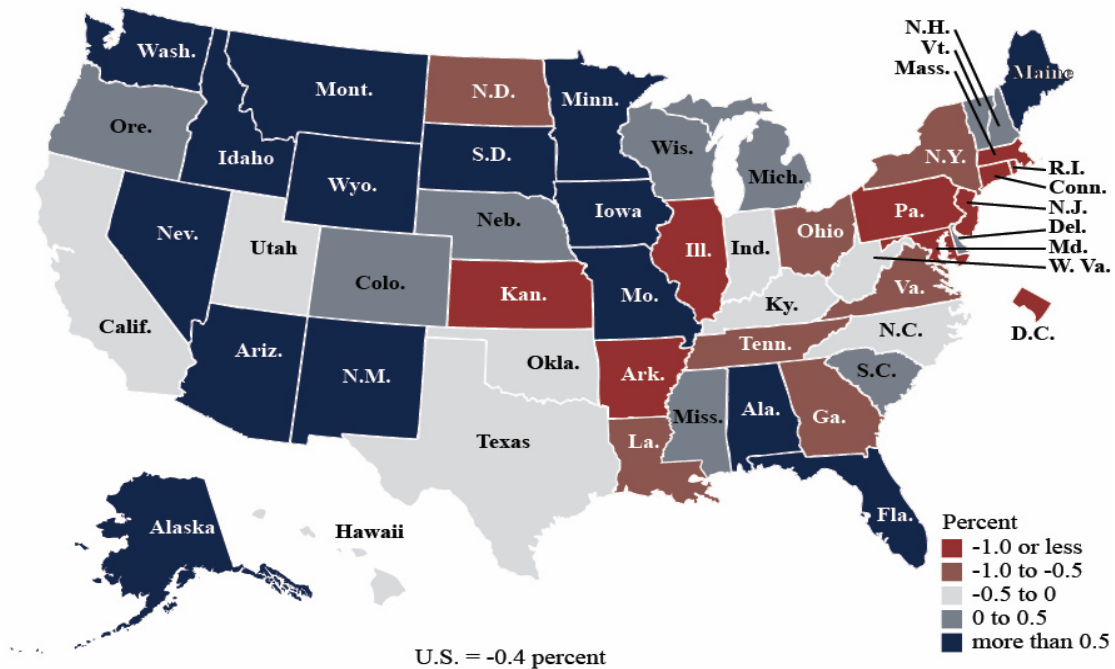 N.H.
Vt.
Mass.
Wash.
Mont.
N.D.
Minn.
Maine
Ore.
Idaho
S.D.
Wis.
Mich.
N.Y.
R.I.
Conn.
N.J.
Del.
Md.
W. Va.
Wyo.
Neb.
Iowa
Pa.
Nev.
Utah
Colo.
Ill.
Ind.
Ohio
Kan.
Mo.
Ky.
Va.
D.C.
Calif.
Ariz.
N.M.
Okla.
Ark.
Tenn.
N.C.
S.C.
Texas
La.
Miss.
Ala.
Ga.
Fla.
Alaska
Hawaii
Percent
-1.0 or less
-1.0 to -0.5
-0.5 to 0
0 to 0.5
more than 0.5
U.S. = -0.4 percent